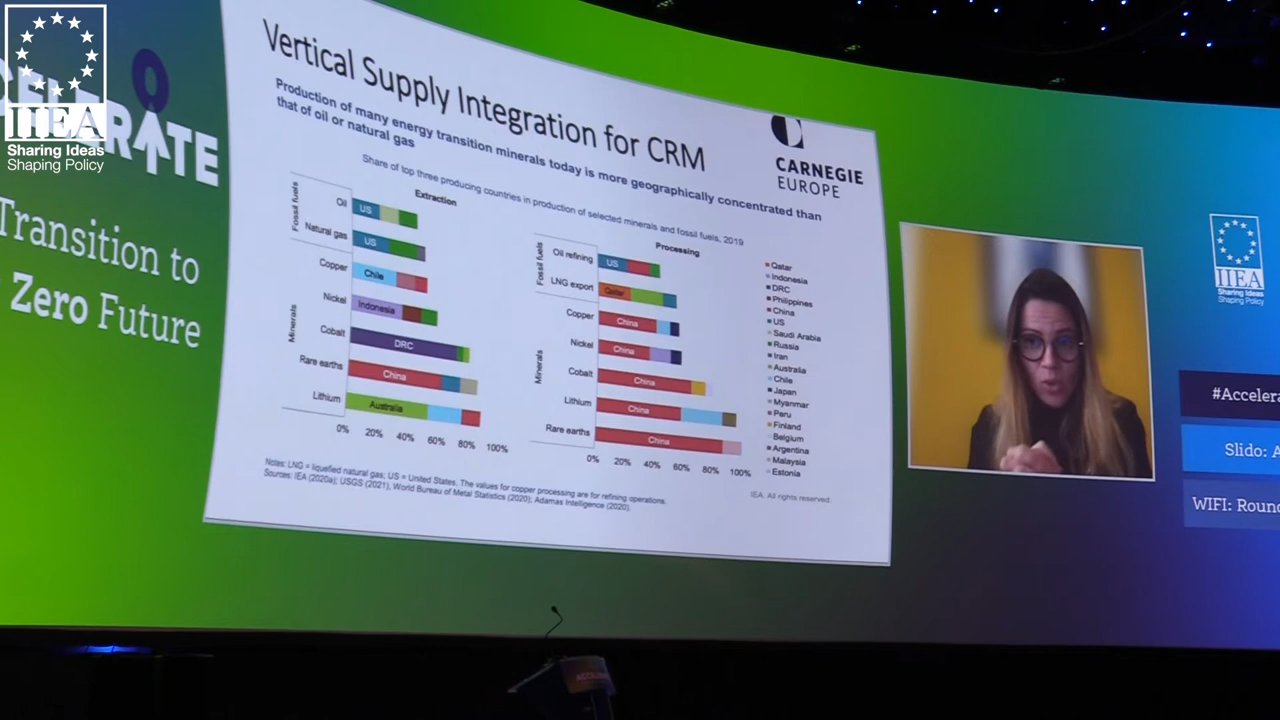 IIEA
Sharing Ideas
Shaping Policy
ERATE
Transition to
Zero Future
Vertical Supply Integration for CRM
Production of many energy transition minerals today is more geographically concentrated than
that of oil or natural gas
CARNEGIE
EUROPE
Share of top three producing countries in production of selected minerals and fossil fuels, 2019
Extraction
Fossil fuels
Oil
US
Natural gas
US
Minerals
Copper
Chile
Nickel
Indonesia
Cobalt
DRC
Rare earths
China
Lithium
Australia
0% 20% 40% 60% 80% 100%
Processing
Fossil fuels
Oil refining
US
LNG export
Qatar
Minerals
Copper
China
Nickel
China
Cobalt
China
Lithium
China
Rare earths
China
0% 20% 40% 60% 80% 100%
Qatar
Indonesia
DRC
Philippines
China
US
Saudi Arabia
Russia
Iran
Australia
Chile
Japan
Myanmar
Peru
Finland
Belgium
Argentina
Malaysia
Estonia
Notes: LNG = liquefied natural gas; US = United States. The values for copper processing are for refining operations.
Sources: IEA (2020a); USGS (2021), World Bureau of Metal Statistics (2020); Adamas Intelligence (2020).
IEA. All rights reserved.
IIEA
Sharing Ideas
Shaping Policy
#Accelera
Slido: A
WIFI: Roun